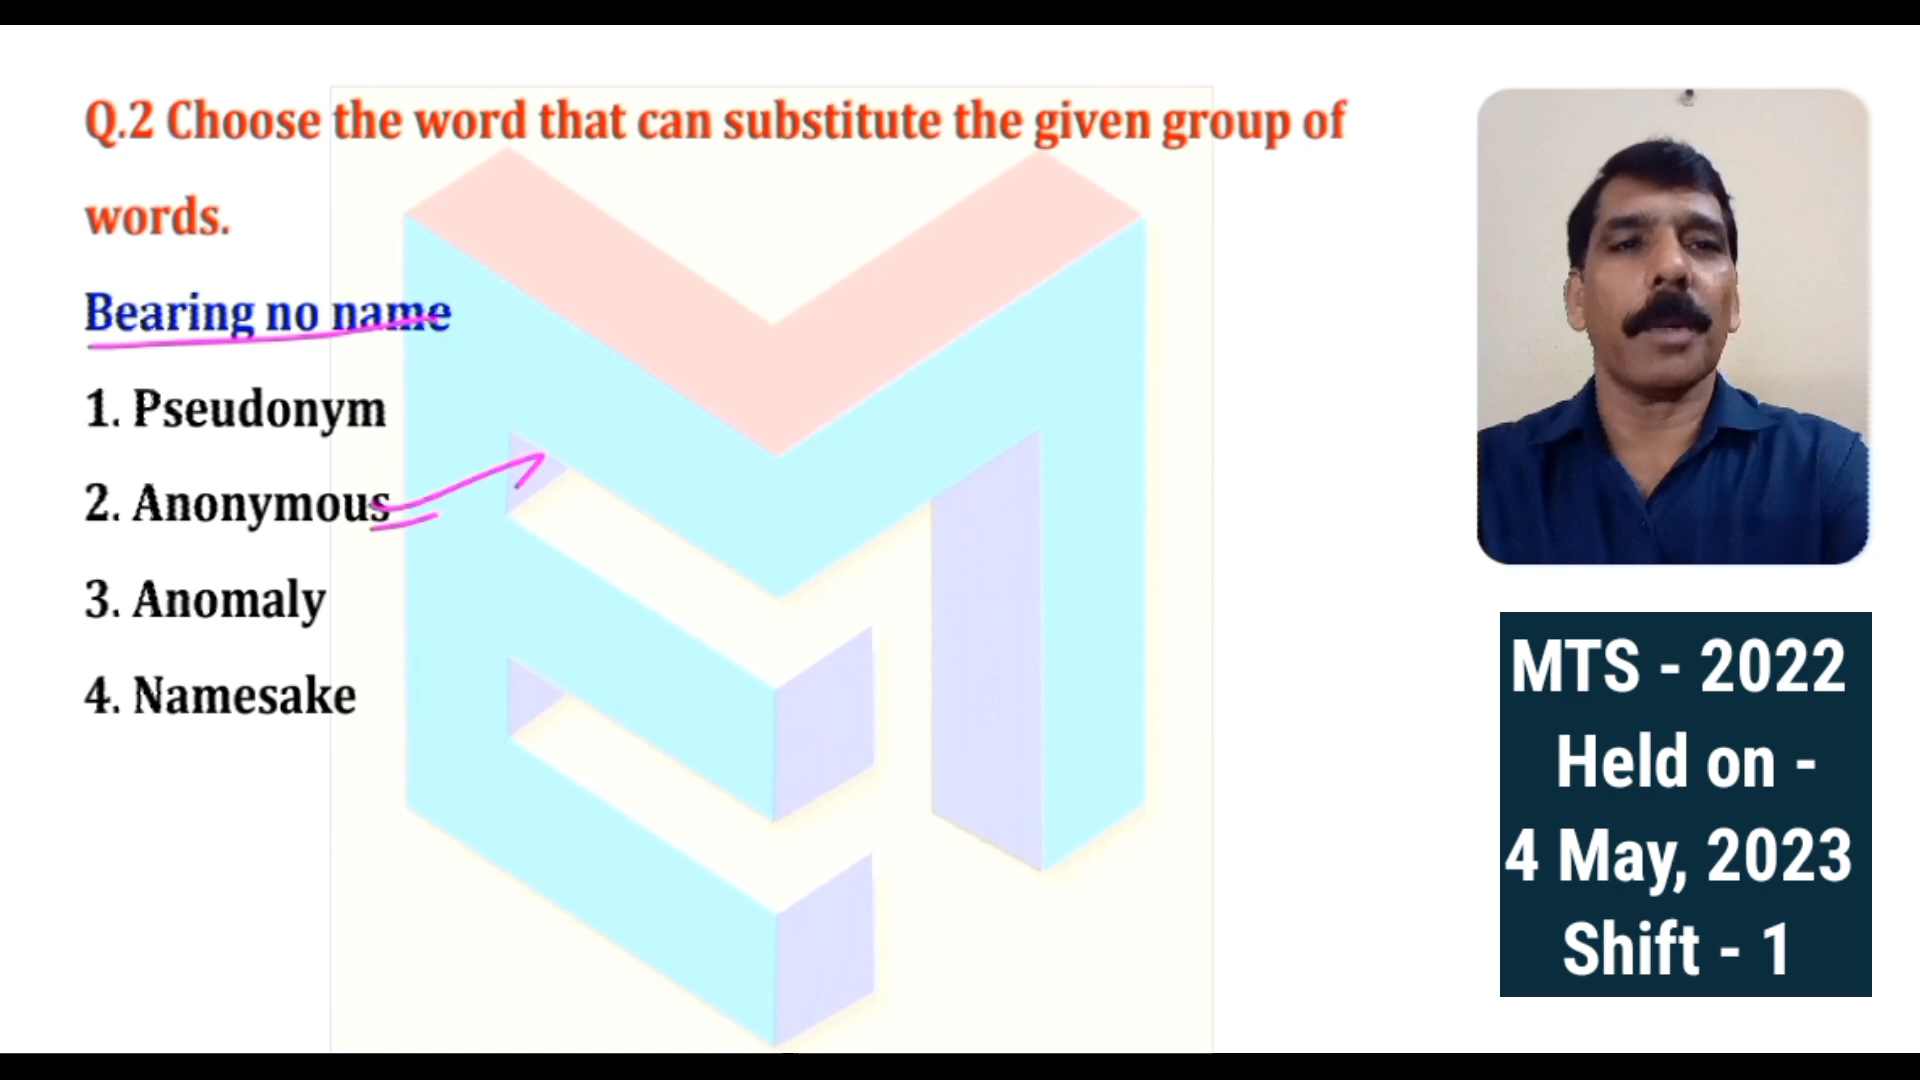 Q.2 Choose the word that can substitute the given group of
words.
Bearing no name
1. Pseudonym
2. Anonymous
3. Anomaly
4. Namesake
MTS - 2022
Held on -
4 May, 2023
Shift - 1